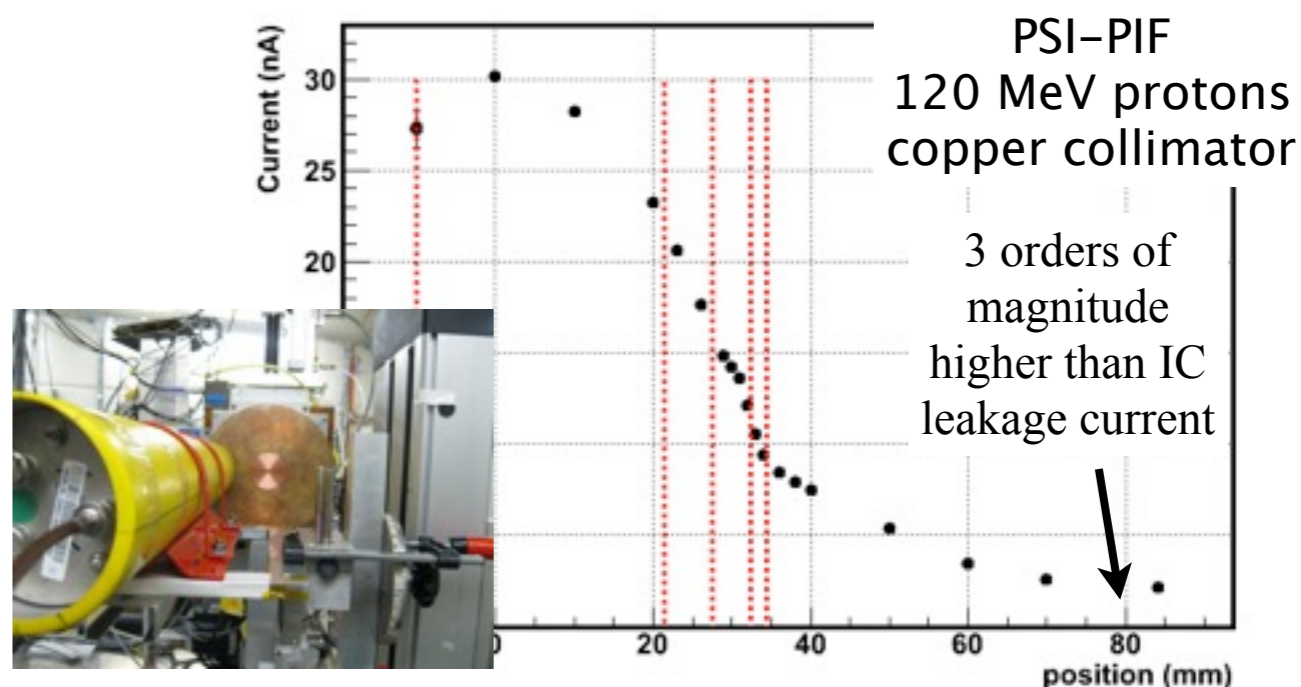 PSI-PIF
120 MeV protons
copper collimator
3 orders of
magnitude
higher than IC
leakage current
Current (nA)
30
25
20
0
20
40
60
80
position (mm)